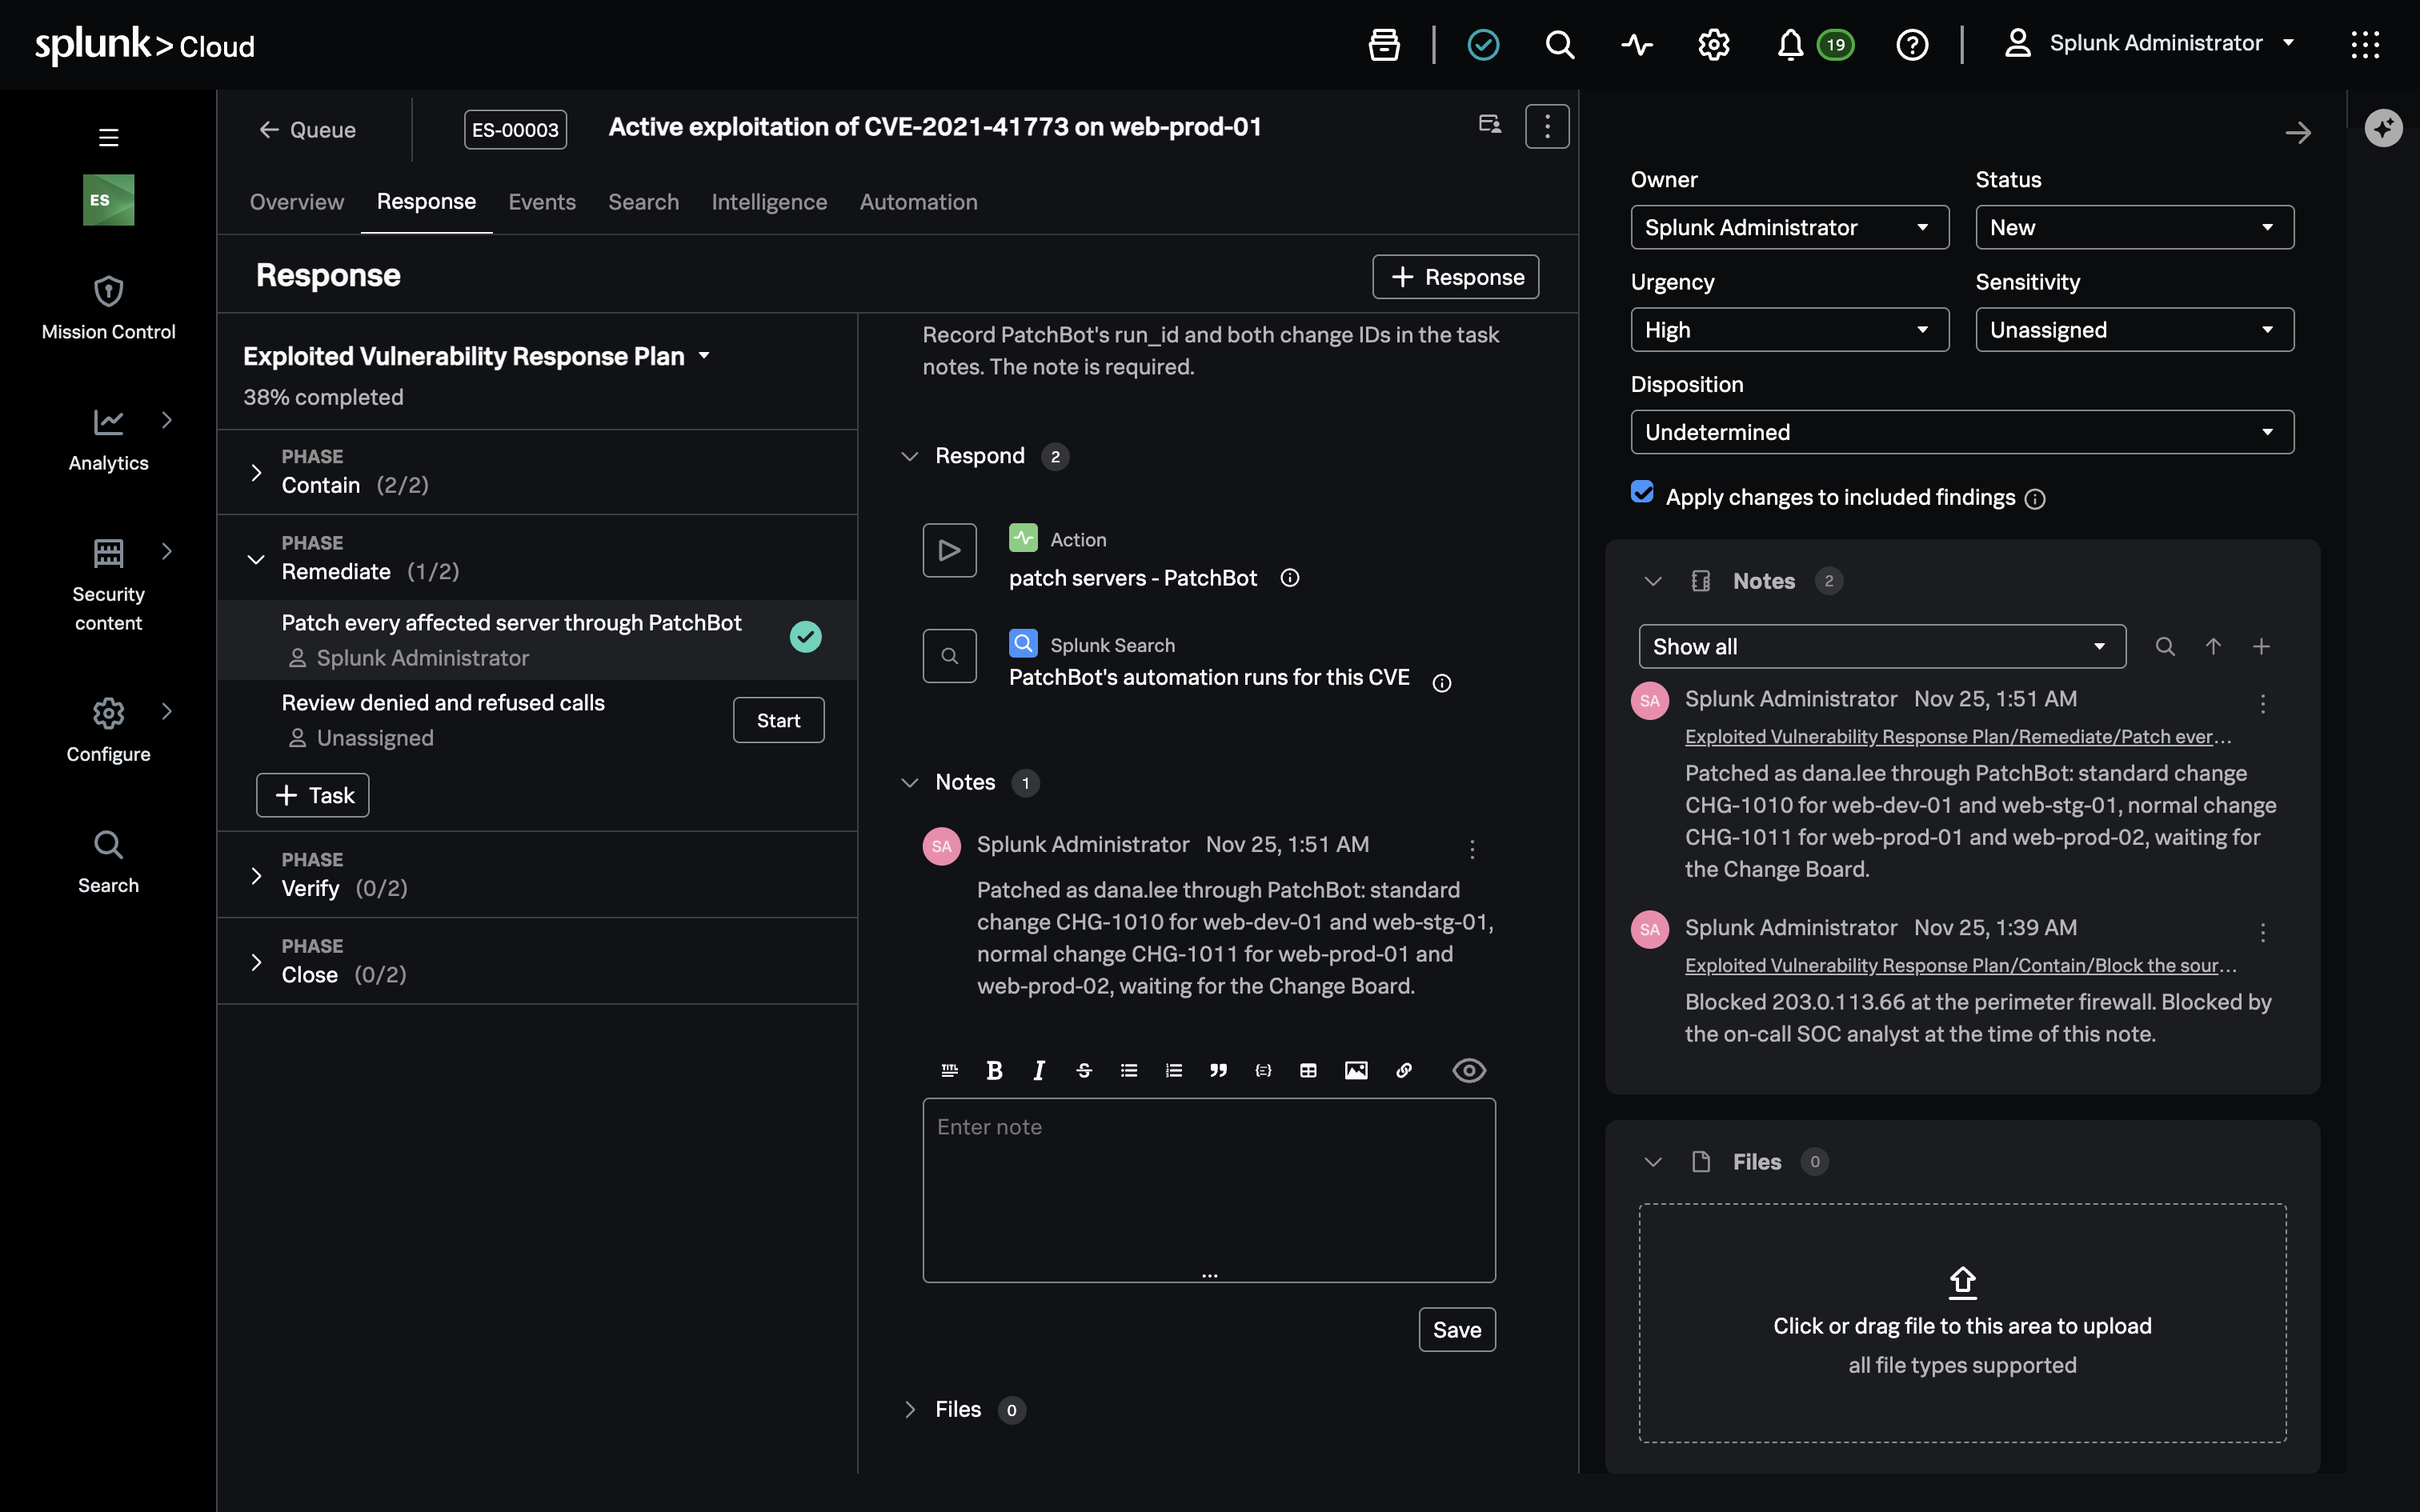 splunk>Cloud
19
Splunk Administrator
ES
Mission Control
Analytics
Security
content
Configure
Search
Queue
ES-00003
Active exploitation of CVE-2021-41773 on web-prod-01
Overview
Response
Events
Search
Intelligence
Automation
Response
Response
Exploited Vulnerability Response Plan
38% completed
PHASE
Contain (2/2)
PHASE
Remediate (1/2)
Patch every affected server through PatchBot
Splunk Administrator
Review denied and refused calls
Unassigned
Start
Task
PHASE
Verify (0/2)
PHASE
Close (0/2)
Record PatchBot's run_id and both change IDs in the task
notes. The note is required.
Respond 2
Action
patch servers - PatchBot
Splunk Search
PatchBot's automation runs for this CVE
Notes 1
SA
Splunk Administrator Nov 25, 1:51 AM
Patched as dana.lee through PatchBot: standard
change CHG-1010 for web-dev-01 and web-stg-01,
normal change CHG-1011 for web-prod-01 and
web-prod-02, waiting for the Change Board.
TITL
B I S
Enter note
Save
Files 0
Owner
Splunk Administrator
Status
New
Urgency
High
Sensitivity
Unassigned
Disposition
Undetermined
Apply changes to included findings
Notes 2
Show all
SA
Splunk Administrator Nov 25, 1:51 AM
Exploited Vulnerability Response Plan/Remediate/Patch ever...
Patched as dana.lee through PatchBot: standard change
CHG-1010 for web-dev-01 and web-stg-01, normal change
CHG-1011 for web-prod-01 and web-prod-02, waiting for
the Change Board.
SA
Splunk Administrator Nov 25, 1:39 AM
Exploited Vulnerability Response Plan/Contain/Block the sour...
Blocked 203.0.113.66 at the perimeter firewall. Blocked by
the on-call SOC analyst at the time of this note.
Files 0
Click or drag file to this area to upload
all file types supported